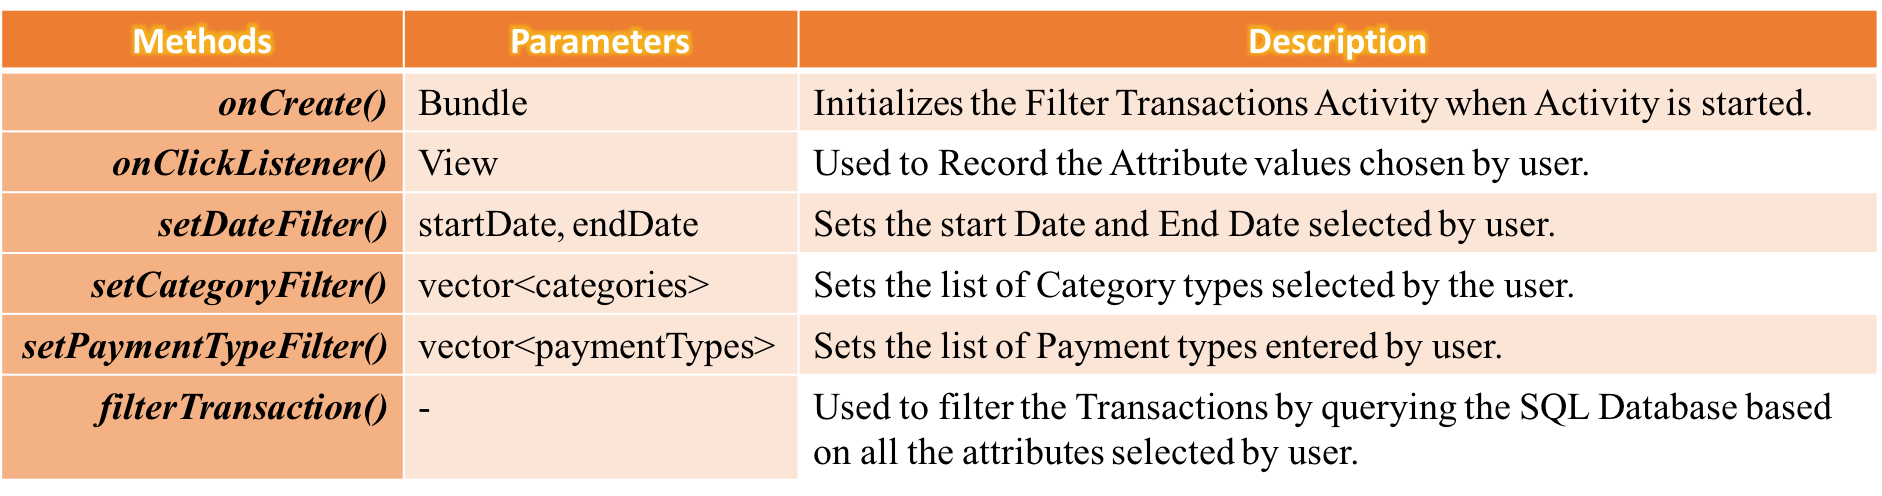 Methods Parameters Description
onCreate() Bundle Initializes the Filter Transactions Activity when Activity is started.
onClickListener() View Used to Record the Attribute values chosen by user.
setDateFilter() startDate, endDate Sets the start Date and End Date selected by user.
setCategoryFilter() vector<categories> Sets the list of Category types selected by the user.
setPaymentTypeFilter() vector<paymentTypes> Sets the list of Payment types entered by user.
filterTransaction() - Used to filter the Transactions by querying the SQL Database based
on all the attributes selected by user.